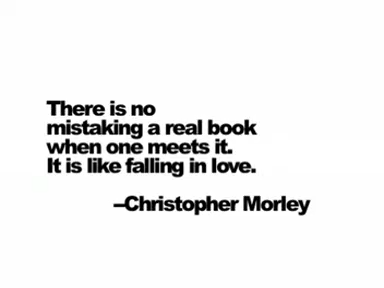 There is no
mistaking a real book
when one meets it.
It is like falling in love.
–Christopher Morley